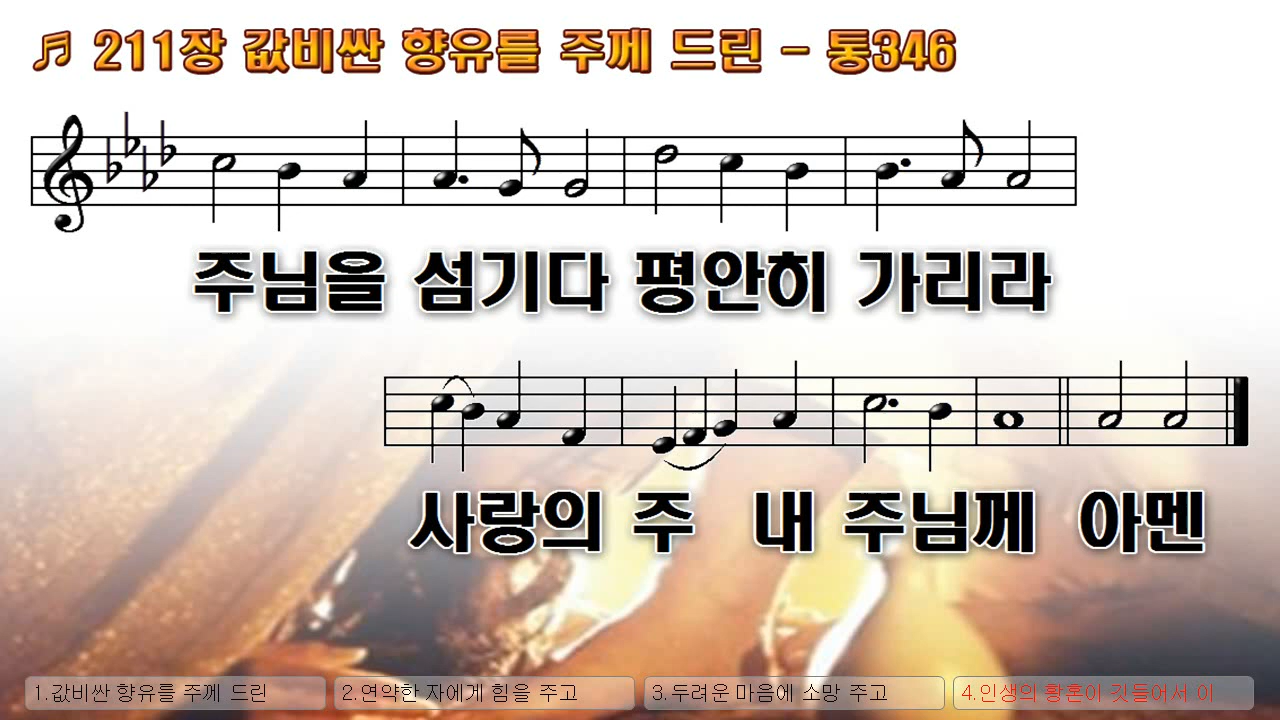 ♬ 211장 값비싼 향유를 주께 드린 - 통346
주님을 섬기다 평안히 가리라
사랑의 주 내 주님께 아멘
1.값비싼 향유를 주께 드린
2.연약한 자에게 힘을 주고
3.두려운 마음에 소망 주고
4.인생의 황혼이 깃들어서 이